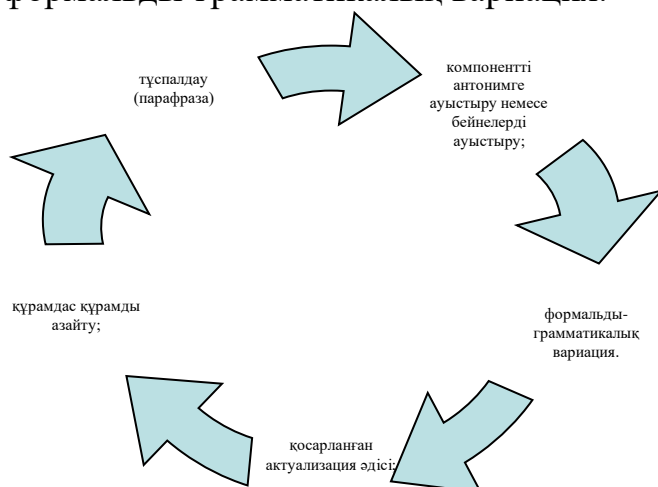 формальды-грамматикалық вариация.
тұспалдау
(парафраза)
компонентті
антонимге
ауыстыру немесе
бейнелерді
ауыстыру;
формальды-
грамматикалық
вариация.
қосарланған
актуализация әдісі;
құрамдас құрамды
азайту;